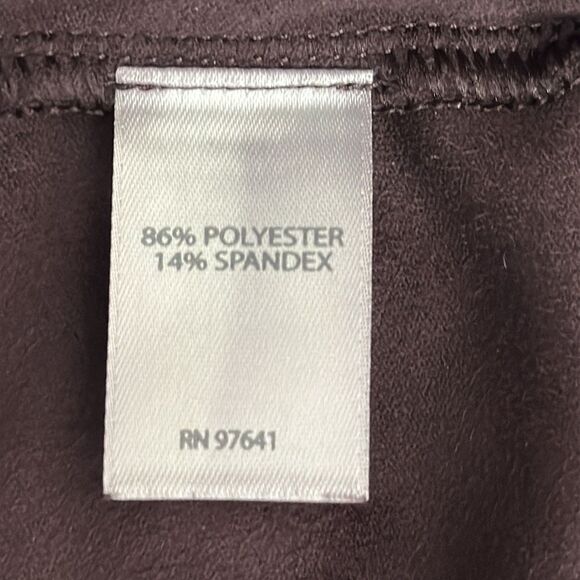 86% POLYESTER
14% SPANDEX
RN 97641